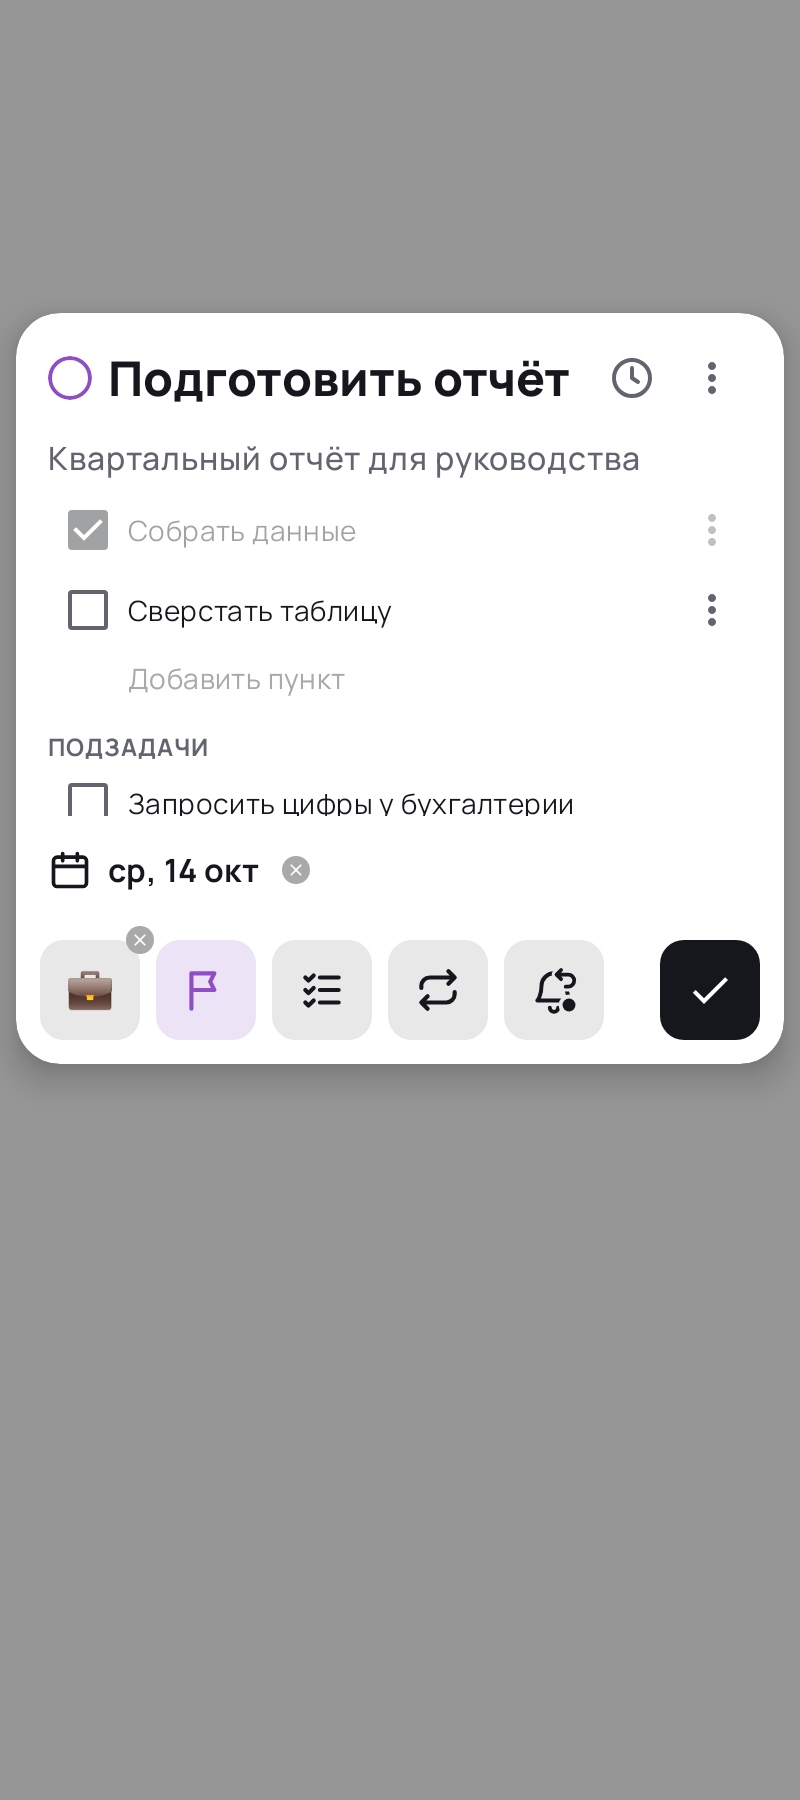 Подготовить отчёт
Квартальный отчёт для руководства
Собрать данные
Сверстать таблицу
Добавить пункт
ПОДЗАДАЧИ
Запросить цифры у бухгалтерии
ср, 14 окт